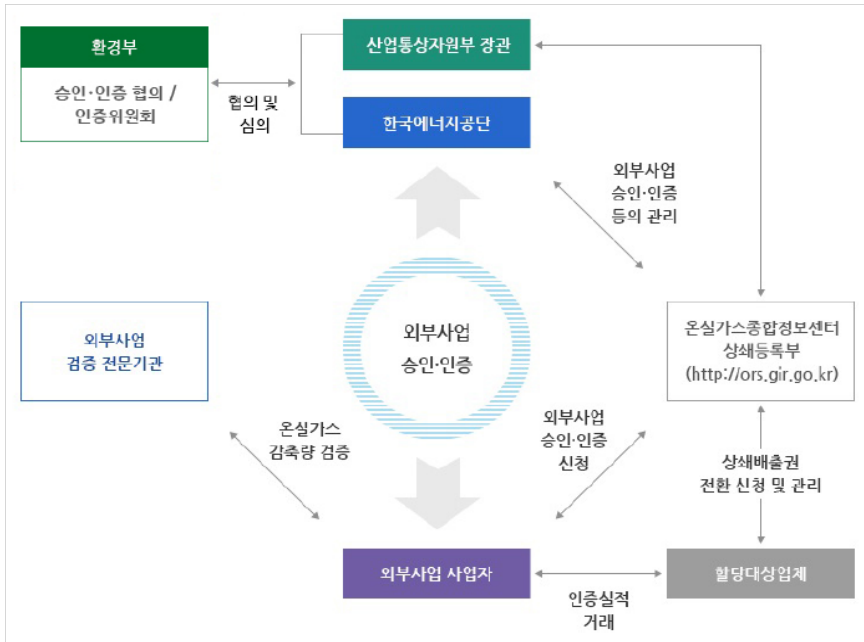 환경부
승인·인증 협의 /
인증위원회
협의 및
심의
산업통상자원부 장관
한국에너지공단
외부사업
승인·인증
등의 관리
외부사업
검증 전문기관
외부사업
승인·인증
온실가스종합정보센터
상쇄등록부
(http://ors.gir.go.kr)
온실가스
감축량 검증
외부사업
승인·인증
신청
상쇄배출권
전환 신청 및 관리
외부사업 사업자
인증실적
거래
할당대상업체